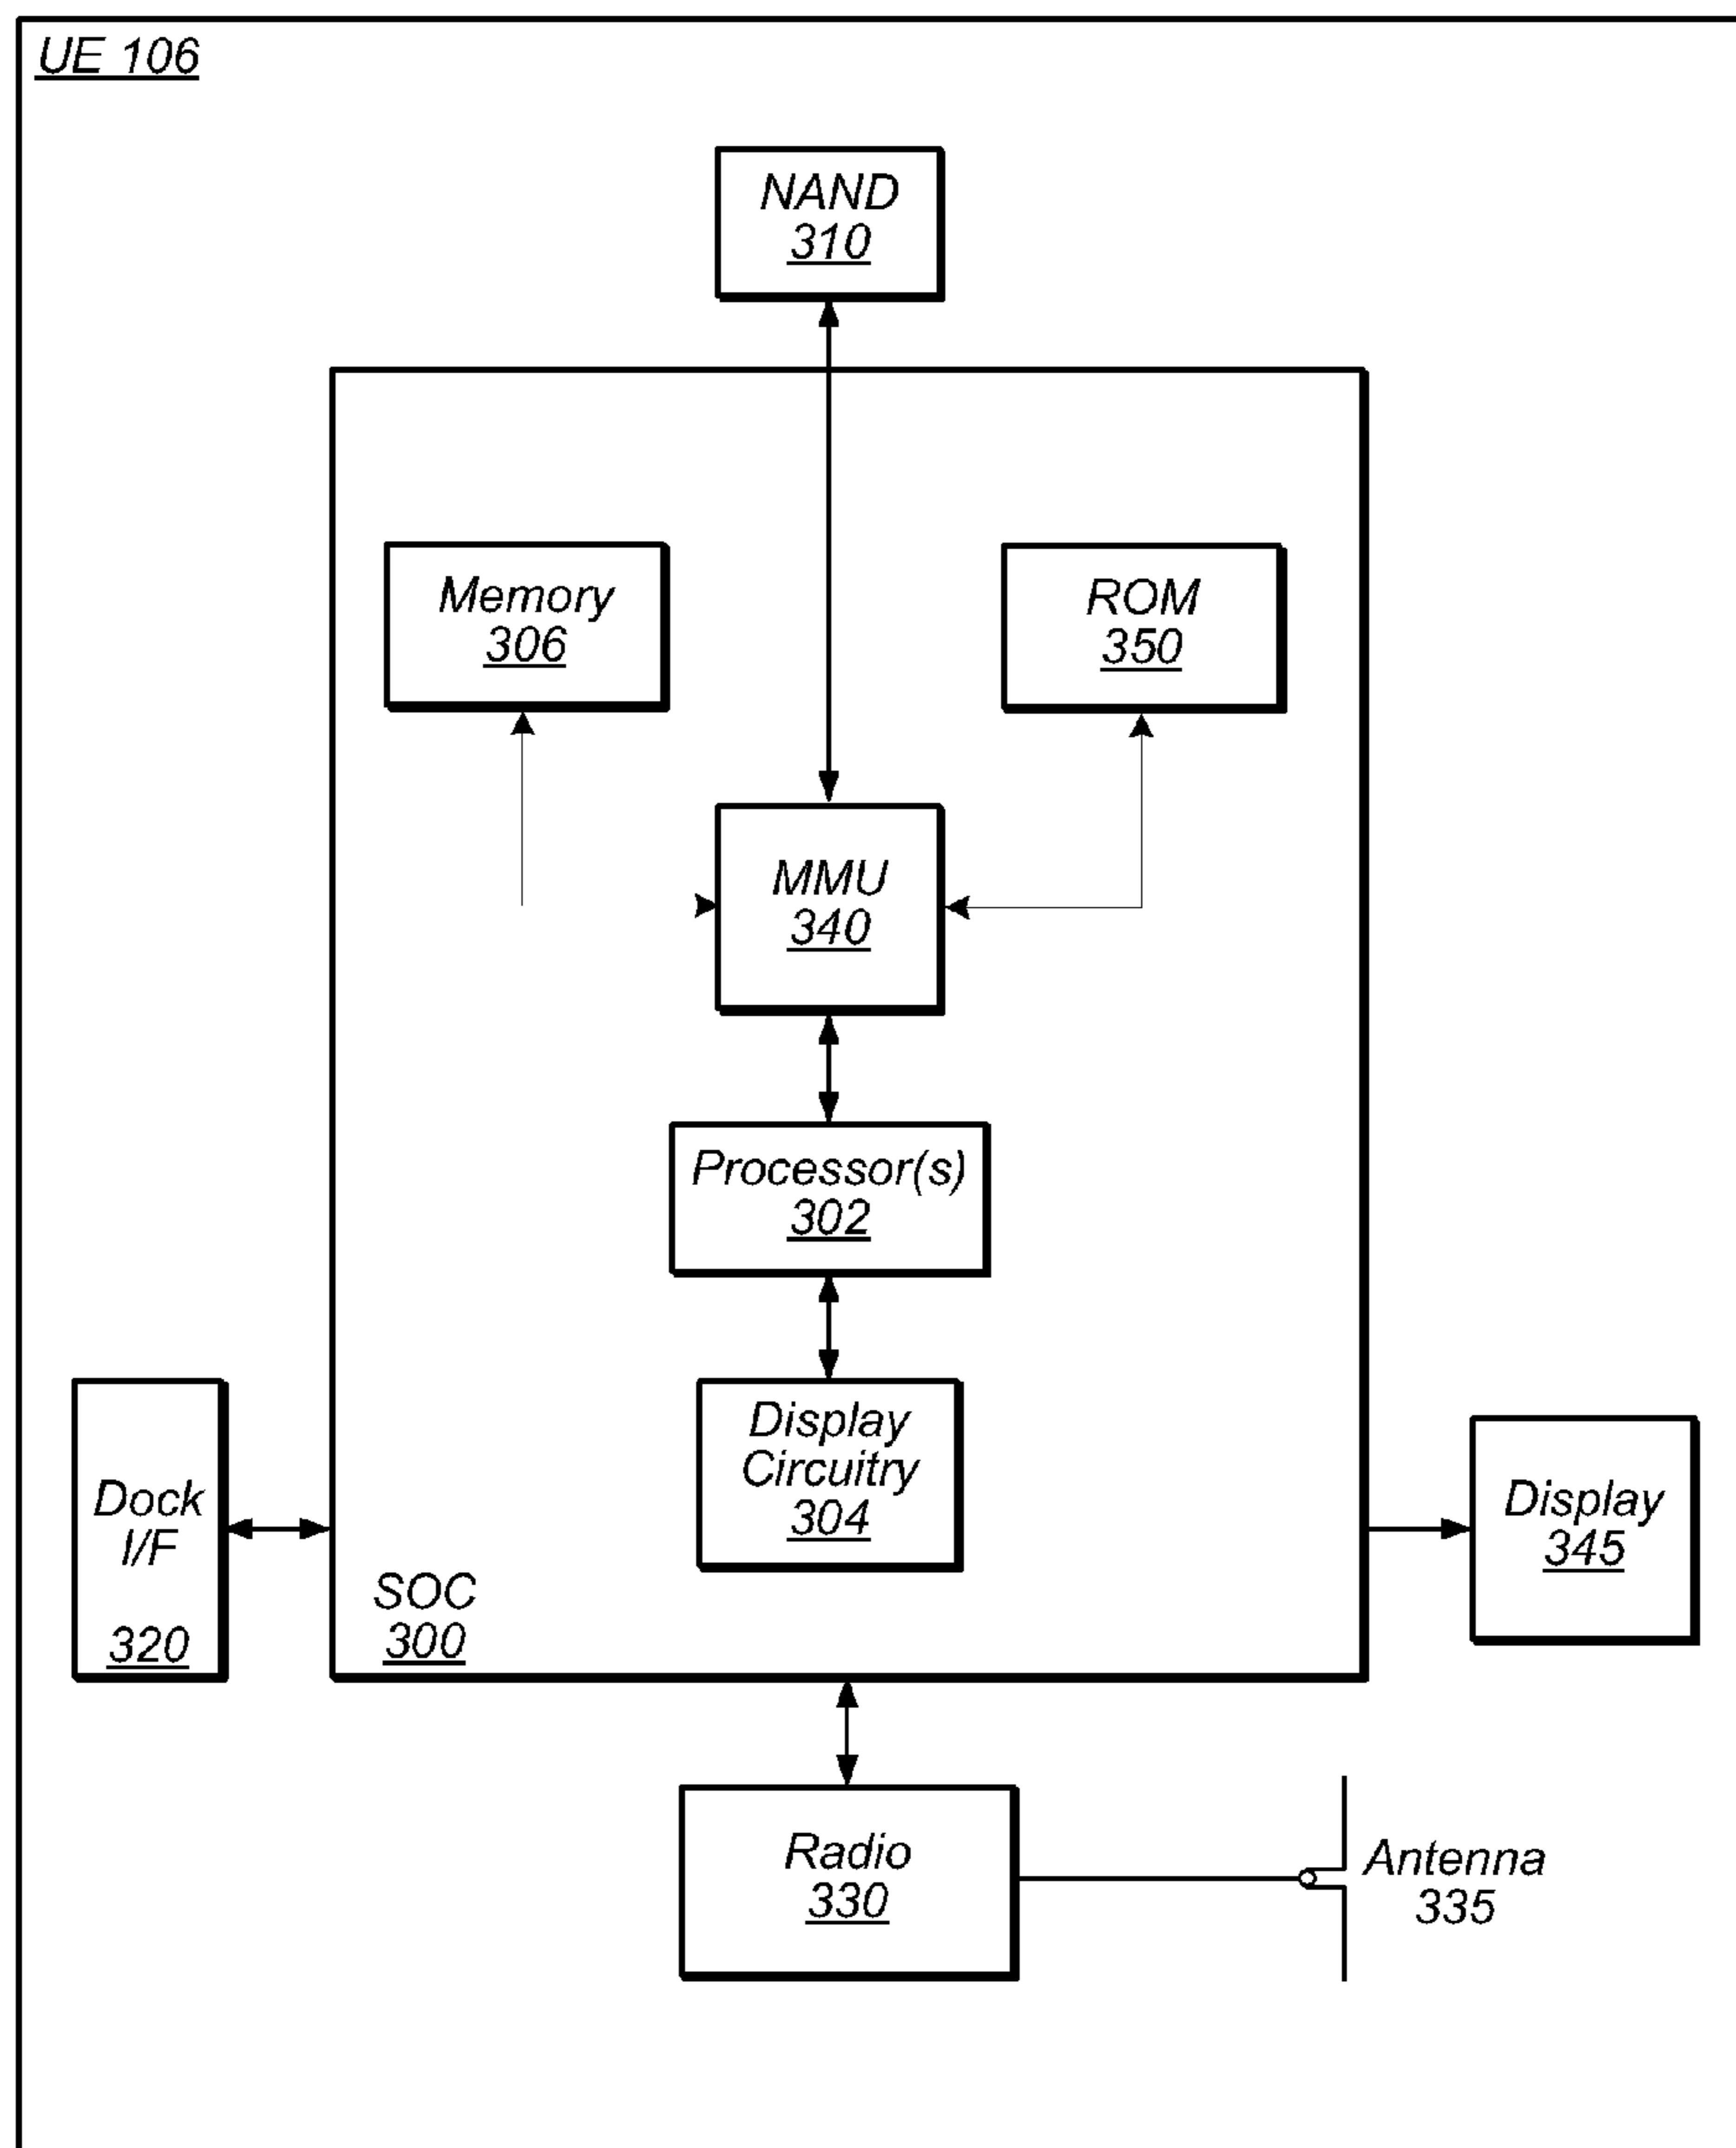 UE 106
NAND
310
Memory
306
ROM
350
MMU
340
Processor(s)
302
Display
Circuitry
304
Dock
I/F
320
SOC
300
Display
345
Radio
330
Antenna
335